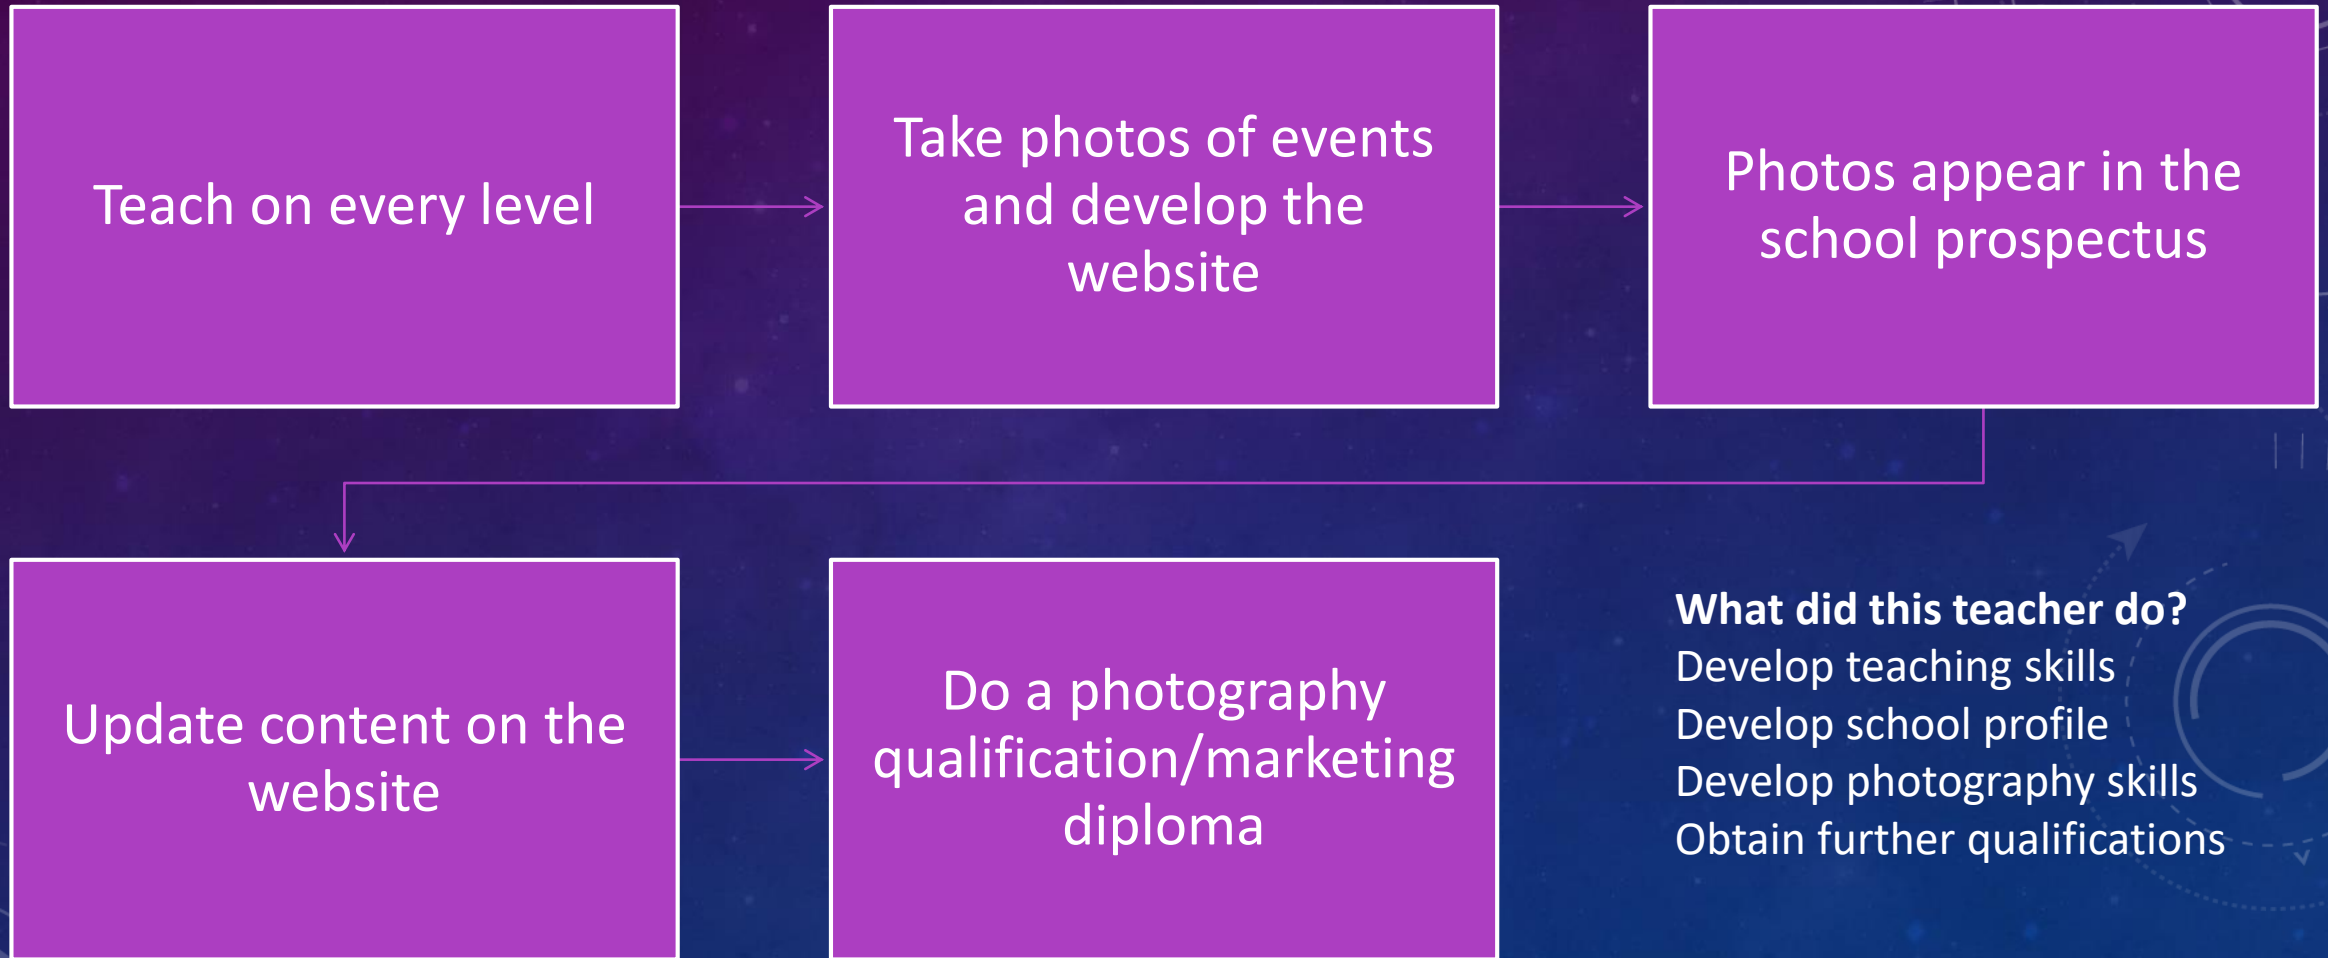 Teach on every level
Take photos of events
and develop the
website
Photos appear in the
school prospectus
Update content on the
website
Do a photography
qualification/marketing
diploma
What did this teacher do?
Develop teaching skills
Develop school profile
Develop photography skills
Obtain further qualifications